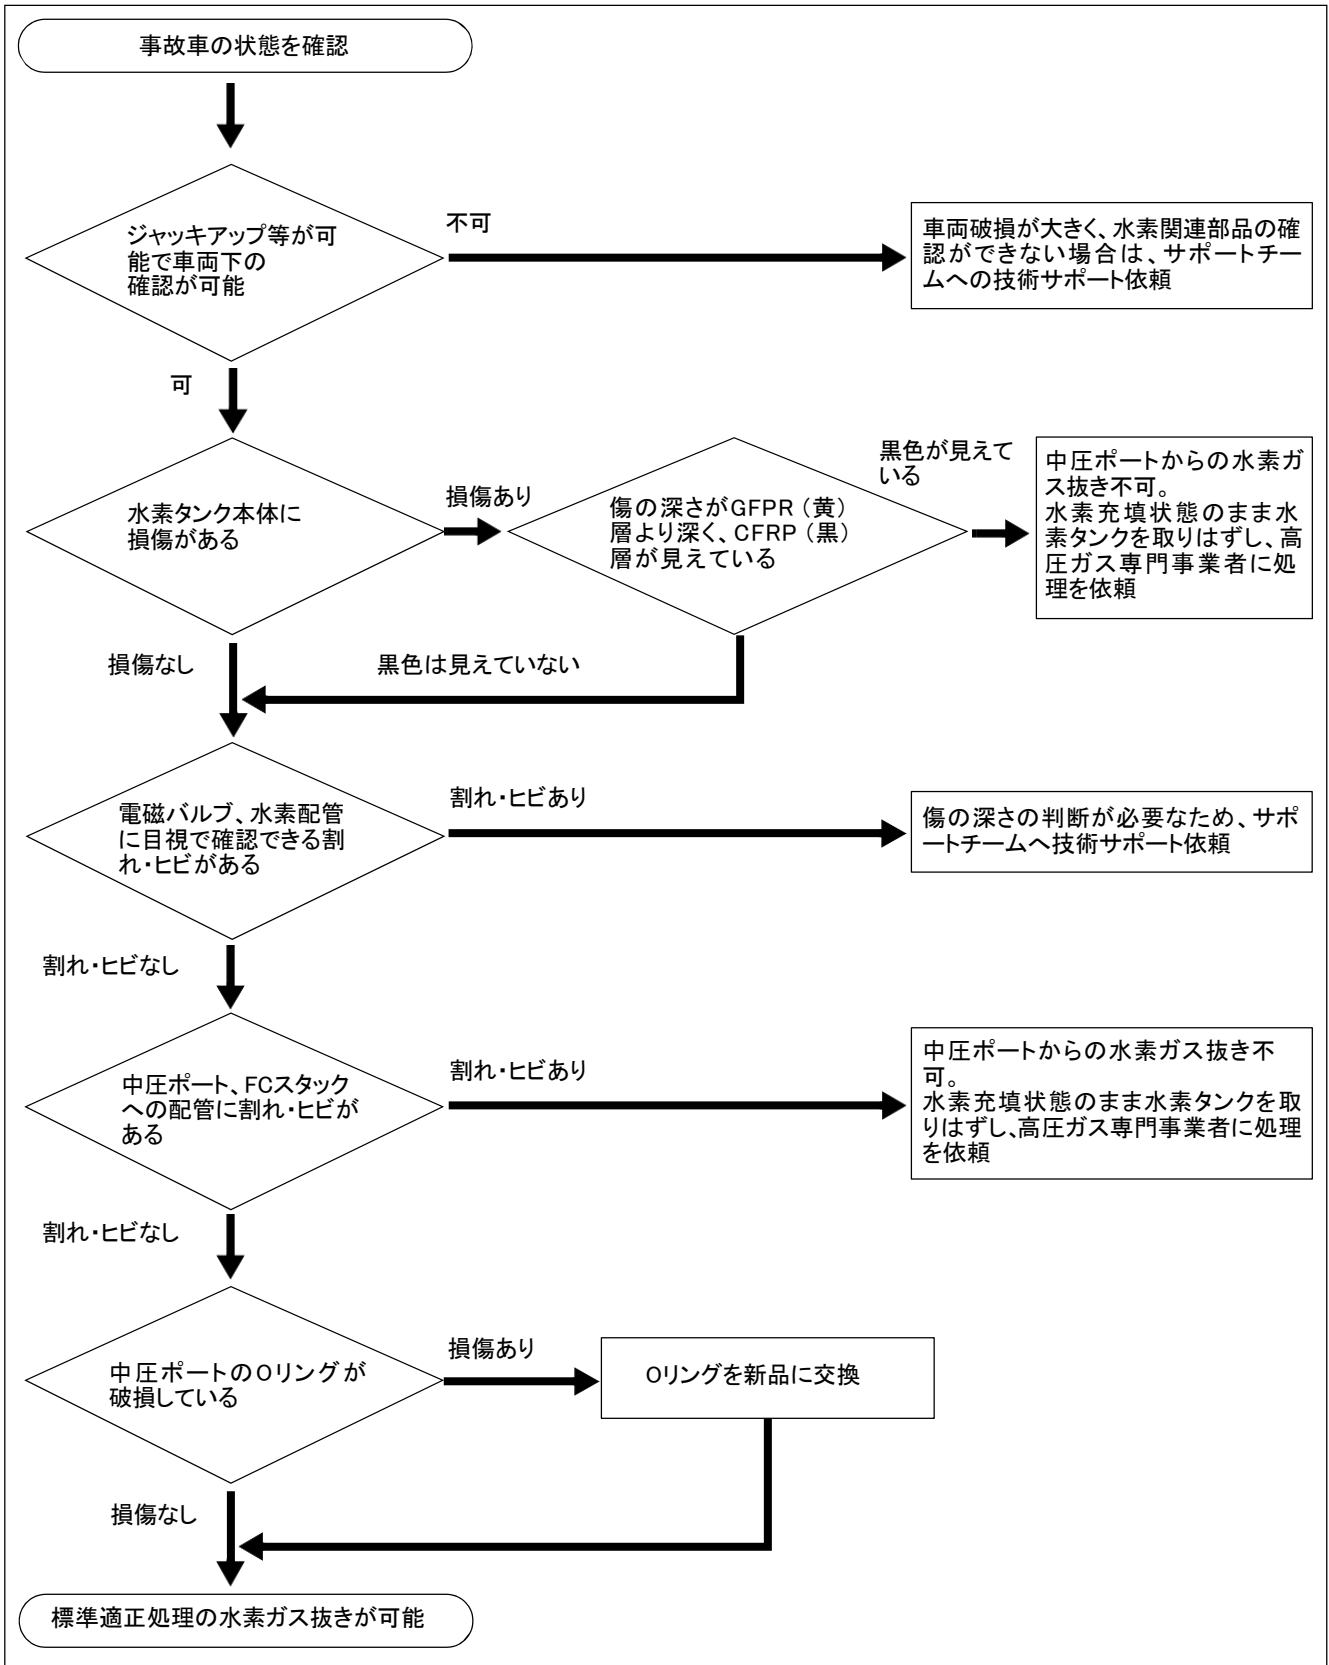 事故車の状態を確認
ジャッキアップ等が可
能で車両下の
確認が可能
不可
車両破損が大きく、水素関連部品の確
認ができない場合は、サポートチー
ムへの技術サポート依頼
可
水素タンク本体に
損傷がある
損傷あり
傷の深さがGFPR（黄）
層より深く、CFRP（黒）
層が見えている
黒色が見えて
いる
中圧ポートからの水素ガ
ス抜き不可。
水素充填状態のまま水
素タンクを取りはずし、高
圧ガス専門事業者に処
理を依頼
損傷なし
黒色は見えていない
電磁バルブ、水素配管
に目視で確認できる割
れ・ヒビがある
割れ・ヒビあり
傷の深さの判断が必要なため、サポ
ートチームへ技術サポート依頼
割れ・ヒビなし
中圧ポート、FCスタック
への配管に割れ・ヒビが
ある
割れ・ヒビあり
中圧ポートからの水素ガス抜き不
可。
水素充填状態のまま水素タンクを取
りはずし、高圧ガス専門事業者に処理
を依頼
割れ・ヒビなし
中圧ポートのOリングが
破損している
損傷あり
Oリングを新品に交換
損傷なし
標準適正処理の水素ガス抜きが可能